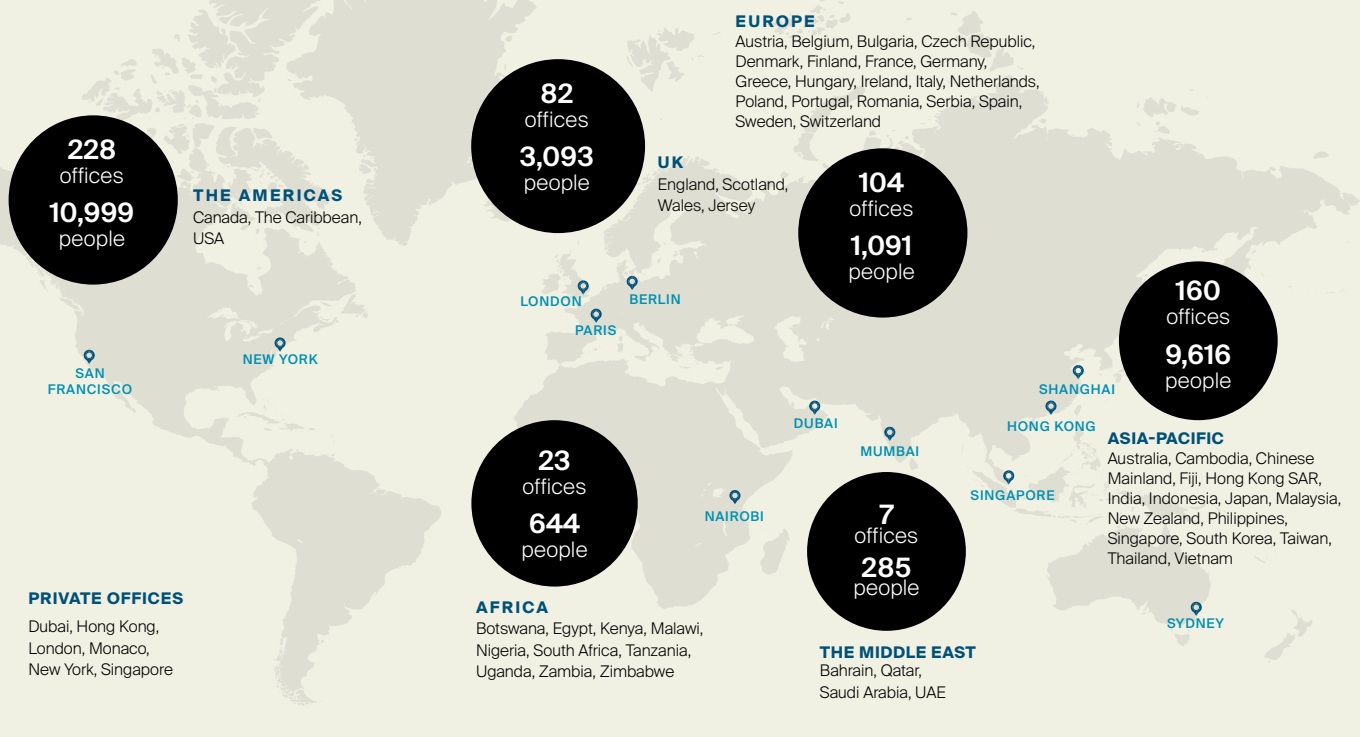 EUROPE
Austria, Belgium, Bulgaria, Czech Republic,
Denmark, Finland, France, Germany,
Greece, Hungary, Ireland, Italy, Netherlands,
Poland, Portugal, Romania, Serbia, Spain,
Sweden, Switzerland
104
offices
1,091
people
82
offices
3,093
people
UK
England, Scotland,
Wales, Jersey
228
offices
10,999
people
THE AMERICAS
Canada, The Caribbean,
USA
160
offices
9,616
people
ASIA-PACIFIC
Australia, Cambodia, Chinese
Mainland, Fiji, Hong Kong SAR,
India, Indonesia, Japan, Malaysia,
New Zealand, Philippines,
Singapore, South Korea, Taiwan,
Thailand, Vietnam
LONDON
BERLIN
PARIS
NEW YORK
SAN
FRANCISCO
SHANGHAI
HONG KONG
DUBAI
MUMBAI
SINGAPORE
NAIROBI
SYDNEY
23
offices
644
people
AFRICA
Botswana, Egypt, Kenya, Malawi,
Nigeria, South Africa, Tanzania,
Uganda, Zambia, Zimbabwe
7
offices
285
people
THE MIDDLE EAST
Bahrain, Qatar,
Saudi Arabia, UAE
PRIVATE OFFICES
Dubai, Hong Kong,
London, Monaco,
New York, Singapore